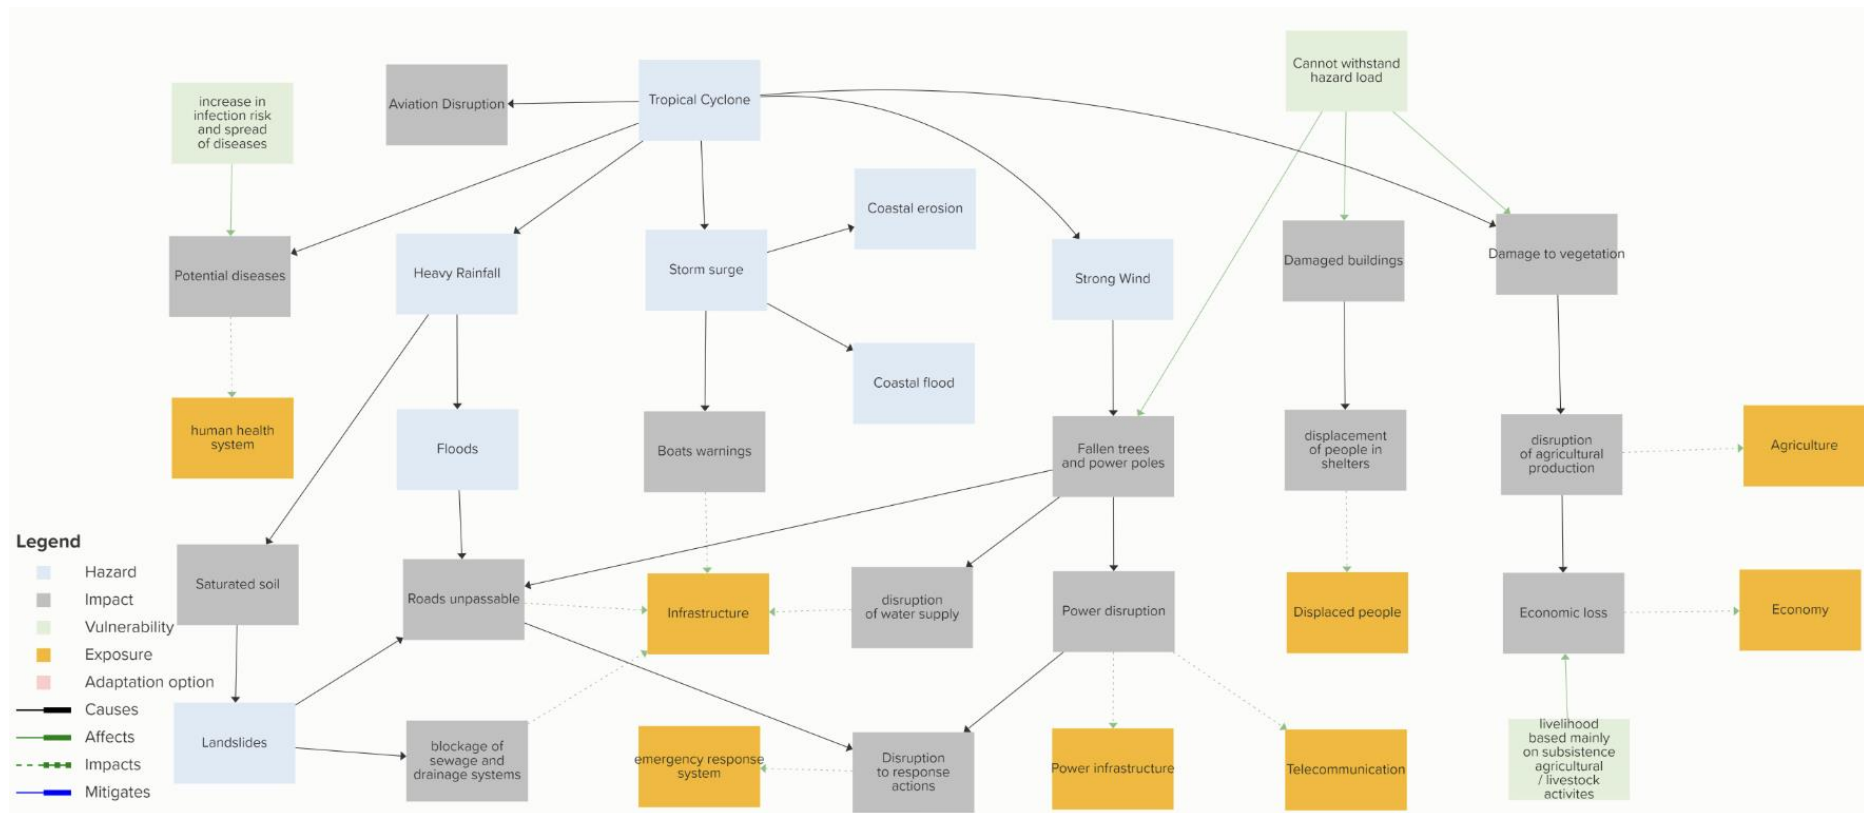 Cannot withstand
hazard load
increase in
infection risk
and spread
of diseases
Aviation Disruption
Tropical Cyclone
Coastal erosion
Potential diseases
Heavy Rainfall
Storm surge
Strong Wind
Damaged buildings
Damage to vegetation
Coastal flood
human health
system
Floods
Boats warnings
Fallen trees
and power poles
displacement
of people in
shelters
disruption
of agricultural
production
Agriculture
Legend
Hazard
Impact
Vulnerability
Exposure
Adaptation option
Causes
Affects
Impacts
Mitigates
Saturated soil
Roads unpassable
Infrastructure
disruption
of water supply
Power disruption
Displaced people
Economic loss
Economy
Landslides
blockage of
sewage and
drainage systems
emergency response
system
Disruption
to response
actions
Power infrastructure
Telecommunication
livelihood
based mainly
on subsistence
agricultural
/ livestock
activites